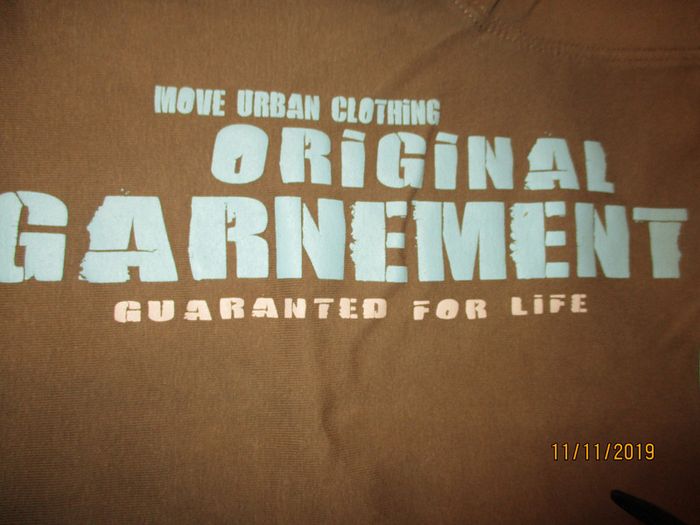 MOVE URBAN CLOTHiNG
ORiGiNAL
GARNEMENT
GUARANTED FOR LiFE
11/11/2019